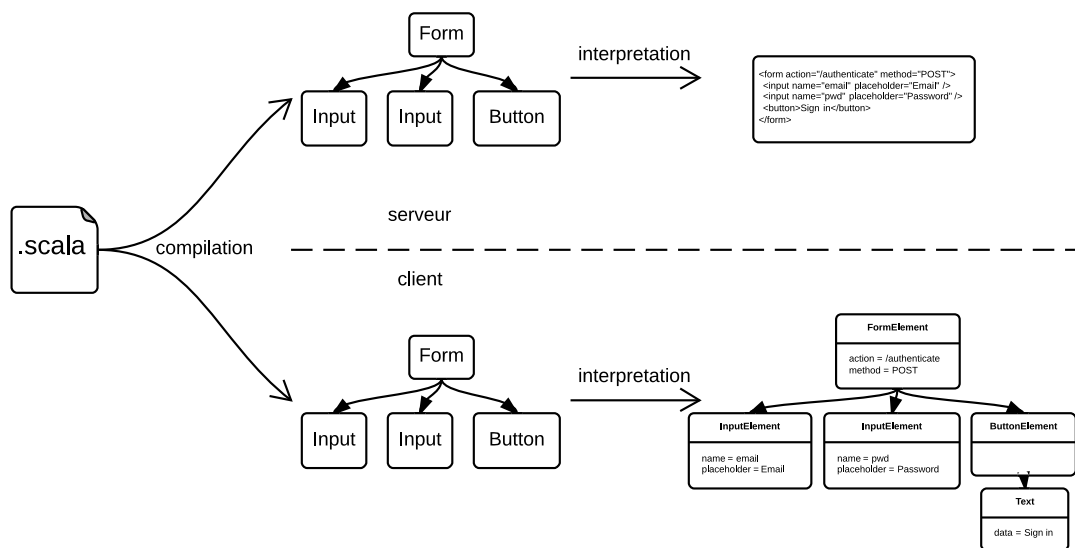 Form
interpretation
Input
Input
Button
<form action="/authenticate" method="POST">
<input name="email" placeholder="Email" />
<input name="pwd" placeholder="Password" />
<button>Sign in</button>
</form>
serveur
.scala
compilation
client
Form
interpretation
Input
Input
Button
FormElement
action = /authenticate
method = POST
InputElement
name = email
placeholder = Email
InputElement
name = pwd
placeholder = Password
ButtonElement
Text
data = Sign in